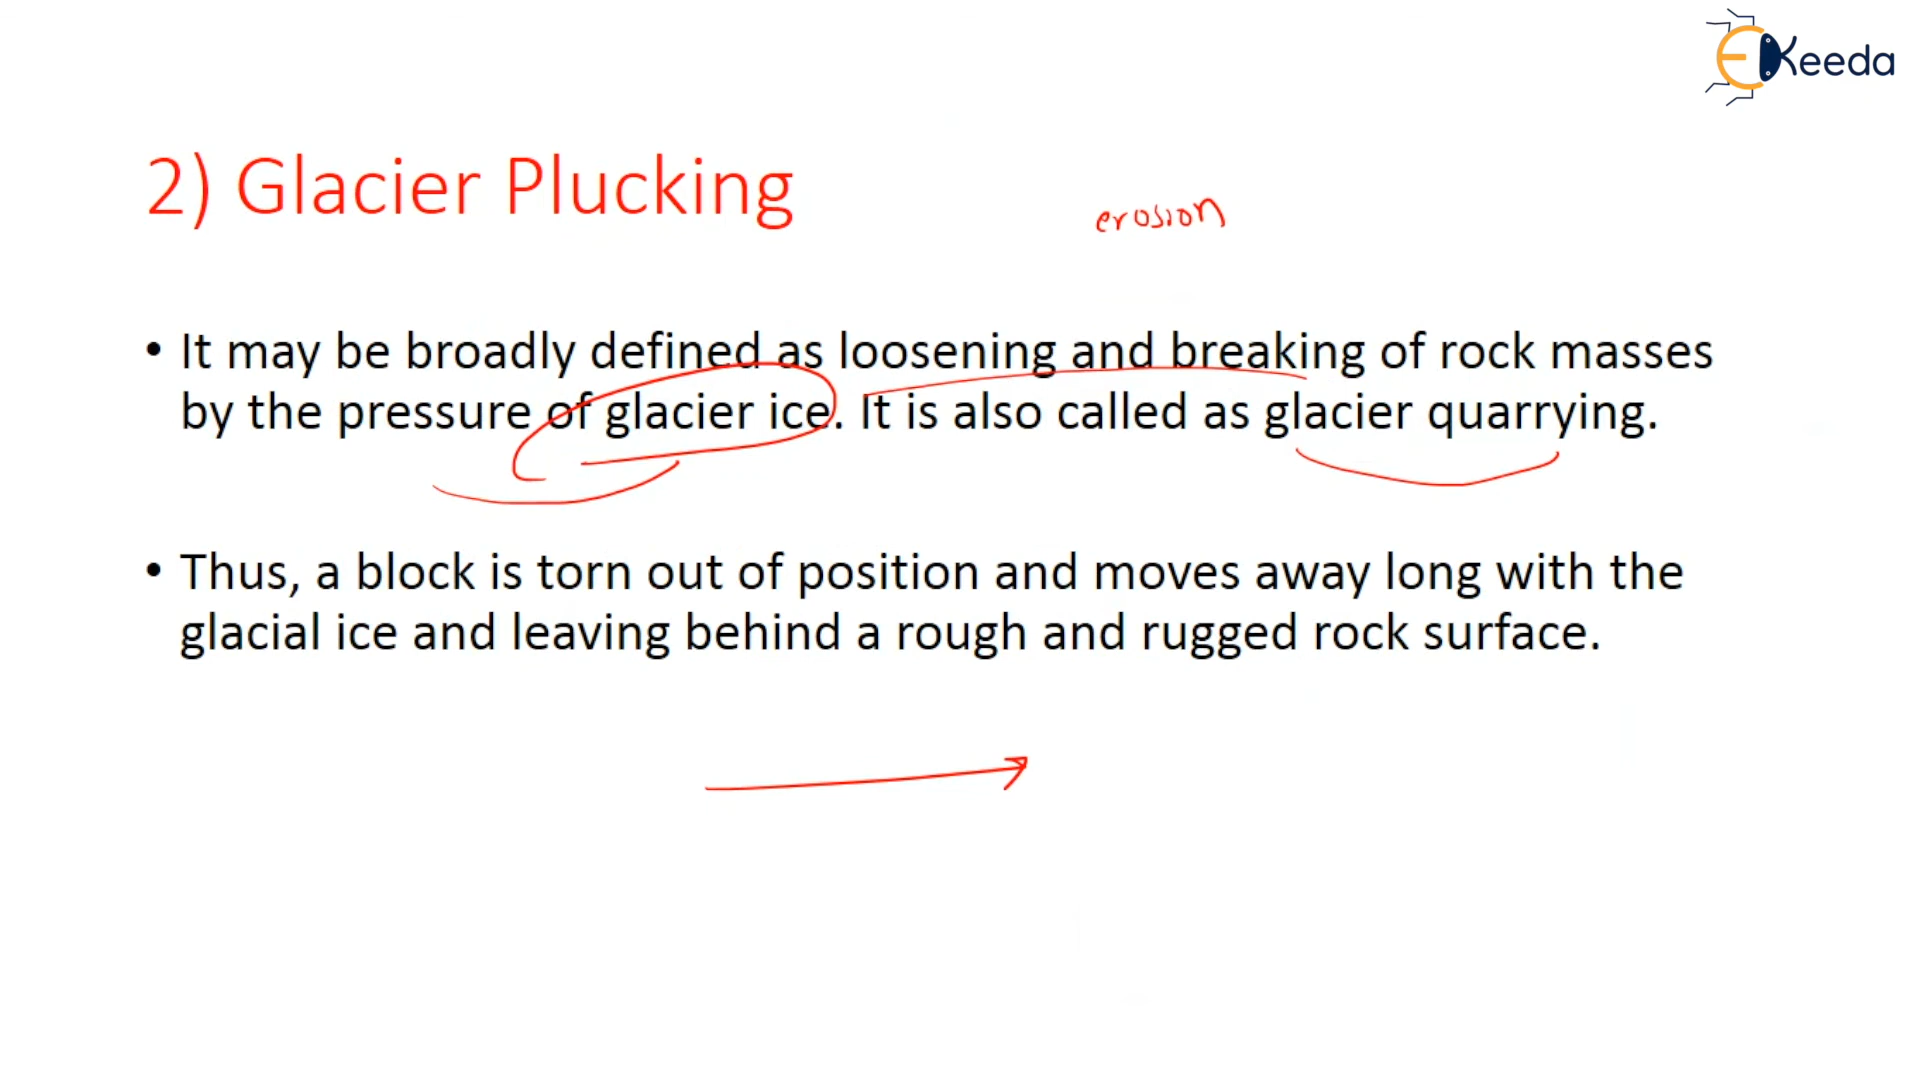 EKeeda
2) Glacier Plucking
erosion
• It may be broadly defined as loosening and breaking of rock masses
by the pressure of glacier ice. It is also called as glacier quarrying.
• Thus, a block is torn out of position and moves away long with the
glacial ice and leaving behind a rough and rugged rock surface.